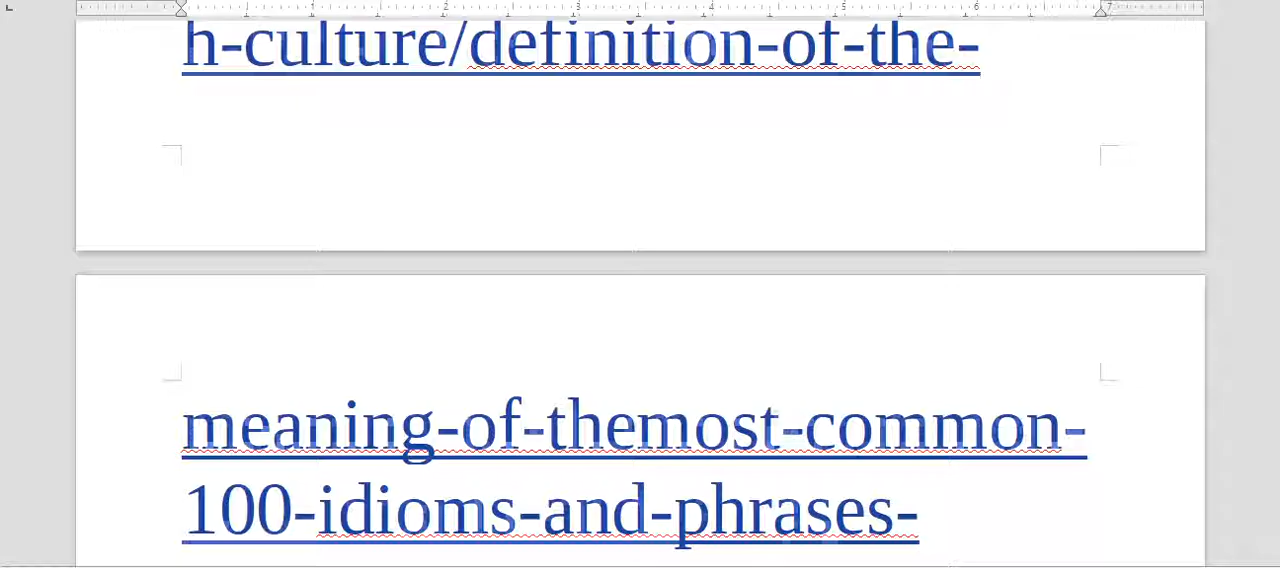 h-culture/definition-of-the-
meaning-of-themost-common-
100-idioms-and-phrases-